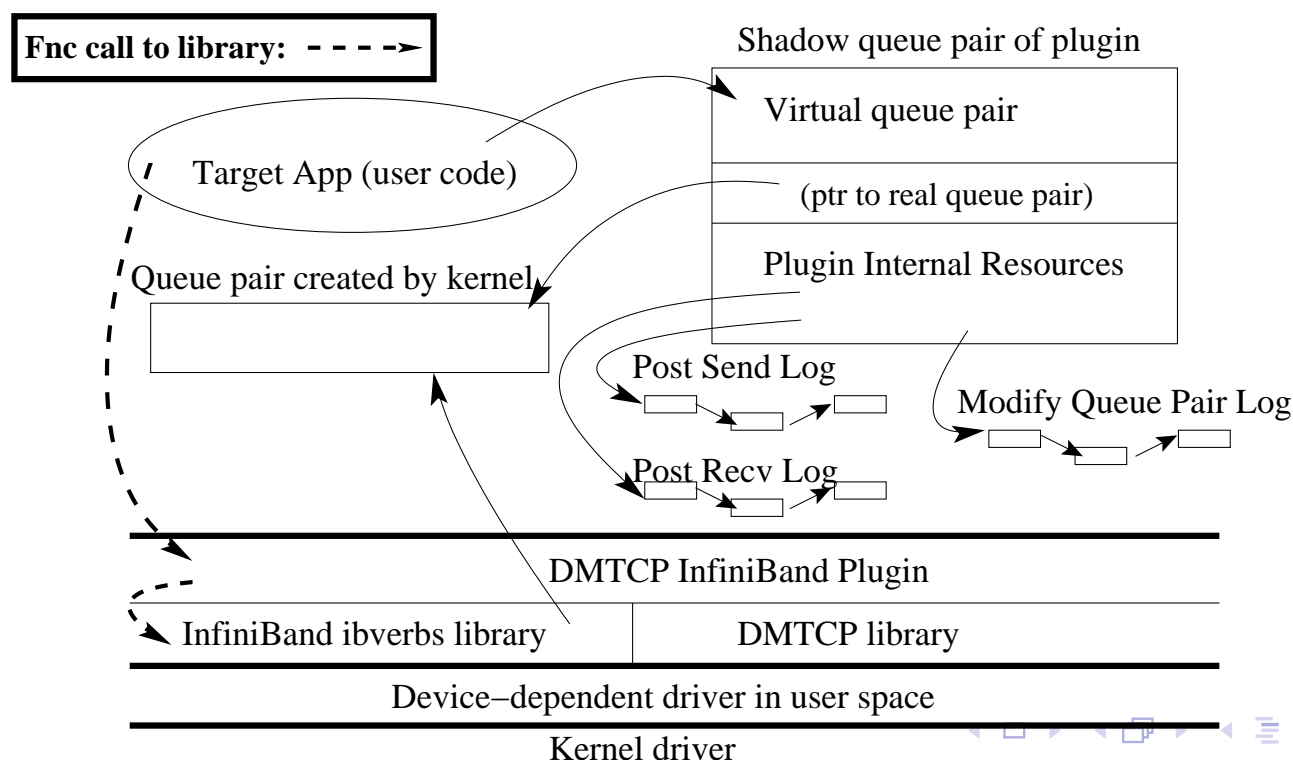 Fnc call to library:
Shadow queue pair of plugin
Virtual queue pair
Target App (user code)
(ptr to real queue pair)
Queue pair created by kernel
Plugin Internal Resources
Post Send Log
Modify Queue Pair Log
Post Recv Log
DMTCP InfiniBand Plugin
InfiniBand ibverbs library
DMTCP library
Device−dependent driver in user space
Kernel driver